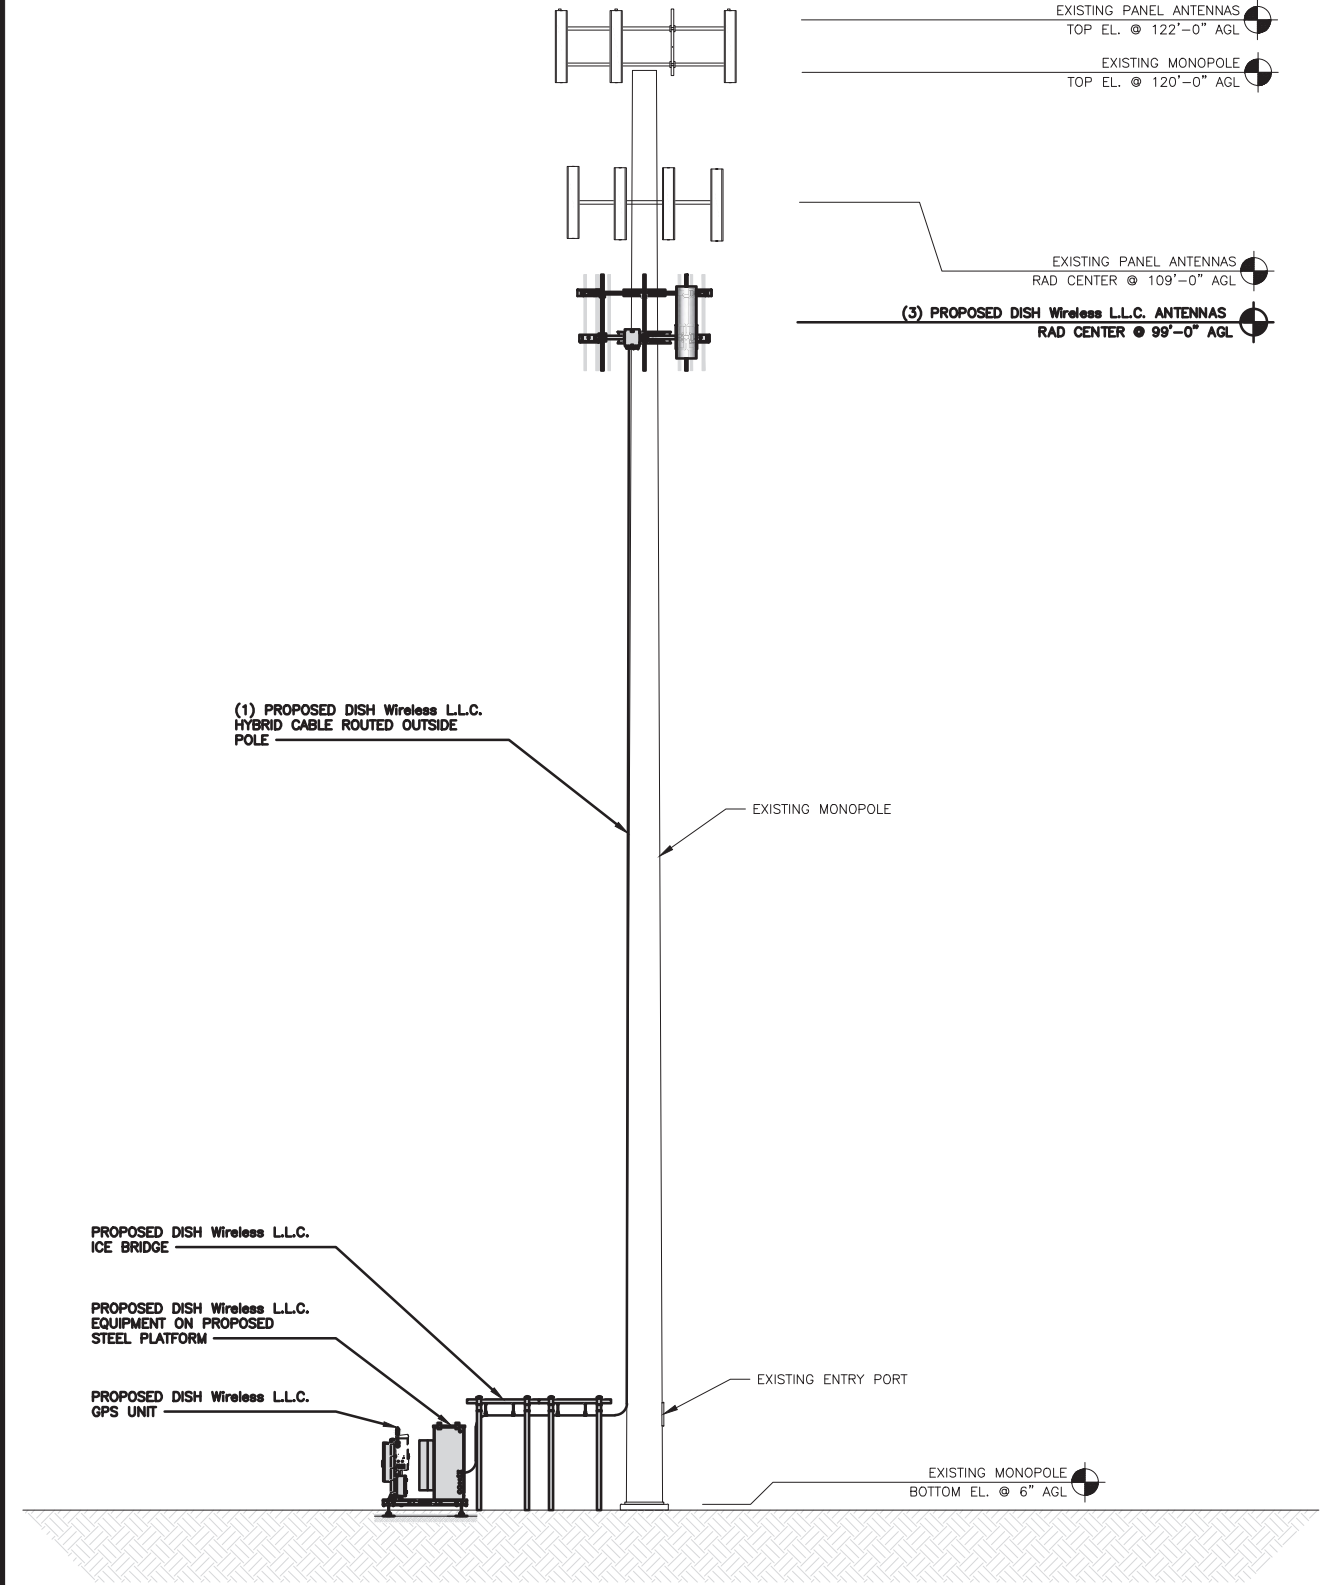 EXISTING PANEL ANTENNAS
TOP EL. @ 122'-0" AGL
EXISTING MONOPOLE
TOP EL. @ 120'-0" AGL
EXISTING PANEL ANTENNAS
RAD CENTER @ 109'-0" AGL
(3) PROPOSED DISH Wireless L.L.C. ANTENNAS
RAD CENTER @ 99'-0" AGL
(1) PROPOSED DISH Wireless L.L.C.
HYBRID CABLE ROUTED OUTSIDE
POLE
EXISTING MONOPOLE
PROPOSED DISH Wireless L.L.C.
ICE BRIDGE
PROPOSED DISH Wireless L.L.C.
EQUIPMENT ON PROPOSED
STEEL PLATFORM
EXISTING ENTRY PORT
PROPOSED DISH Wireless L.L.C.
GPS UNIT
EXISTING MONOPOLE
BOTTOM EL. @ 6" AGL